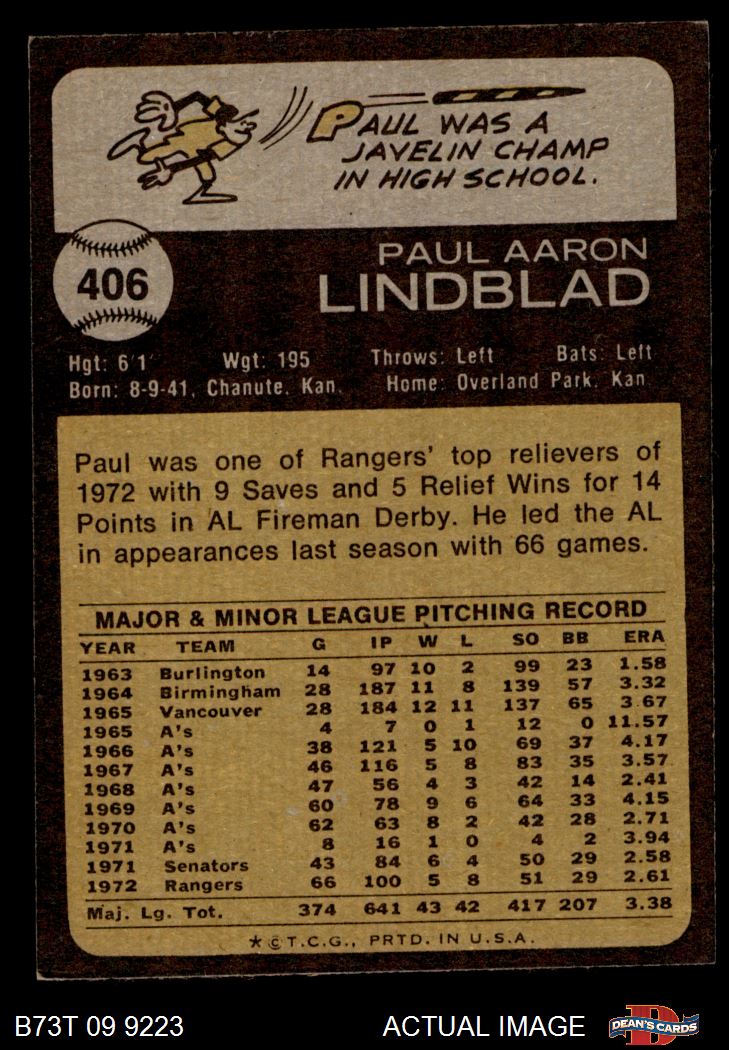 PAUL WAS A
JAVELIN CHAMP
IN HIGH SCHOOL.
406
PAUL AARON
LINDBLAD
Hgt: 6'1" Wgt: 195 Throws: Left Bats: Left
Born: 8-9-41, Chanute, Kan. Home: Overland Park, Kan
Paul was one of Rangers' top relievers of
1972 with 9 Saves and 5 Relief Wins for 14
Points in AL Fireman Derby. He led the AL
in appearances last season with 66 games.
MAJOR & MINOR LEAGUE PITCHING RECORD
YEAR TEAM G IP W L SO BB ERA
1963 Burlington 14 97 10 2 99 23 1.58
1964 Birmingham 28 187 11 8 139 57 3.32
1965 Vancouver 28 184 12 11 137 65 3.67
1965 A's 4 7 0 1 12 0 11.57
1966 A's 38 121 5 10 69 37 4.17
1967 A's 46 116 5 8 83 35 3.57
1968 A's 47 56 4 3 42 14 2.41
1969 A's 60 78 9 6 64 33 4.15
1970 A's 62 63 8 2 42 28 2.71
1971 A's 8 16 1 0 4 2 3.94
1971 Senators 43 84 6 4 50 29 2.58
1972 Rangers 66 100 5 8 51 29 2.61
Maj. Lg. Tot. 374 641 43 42 417 207 3.38
★ © T.C.G., PRTD. IN U.S.A.
B73T 09 9223 ACTUAL IMAGE D DEAN'S CARDS